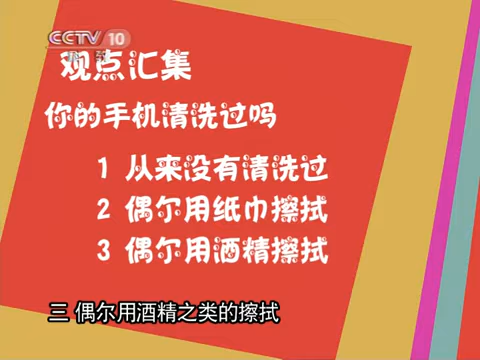 CCTV 10
观点汇集
你的手机清洗过吗
1 从来没有清洗过
2 偶尔用纸巾擦拭
3 偶尔用酒精擦拭
三 偶尔用酒精之类的擦拭